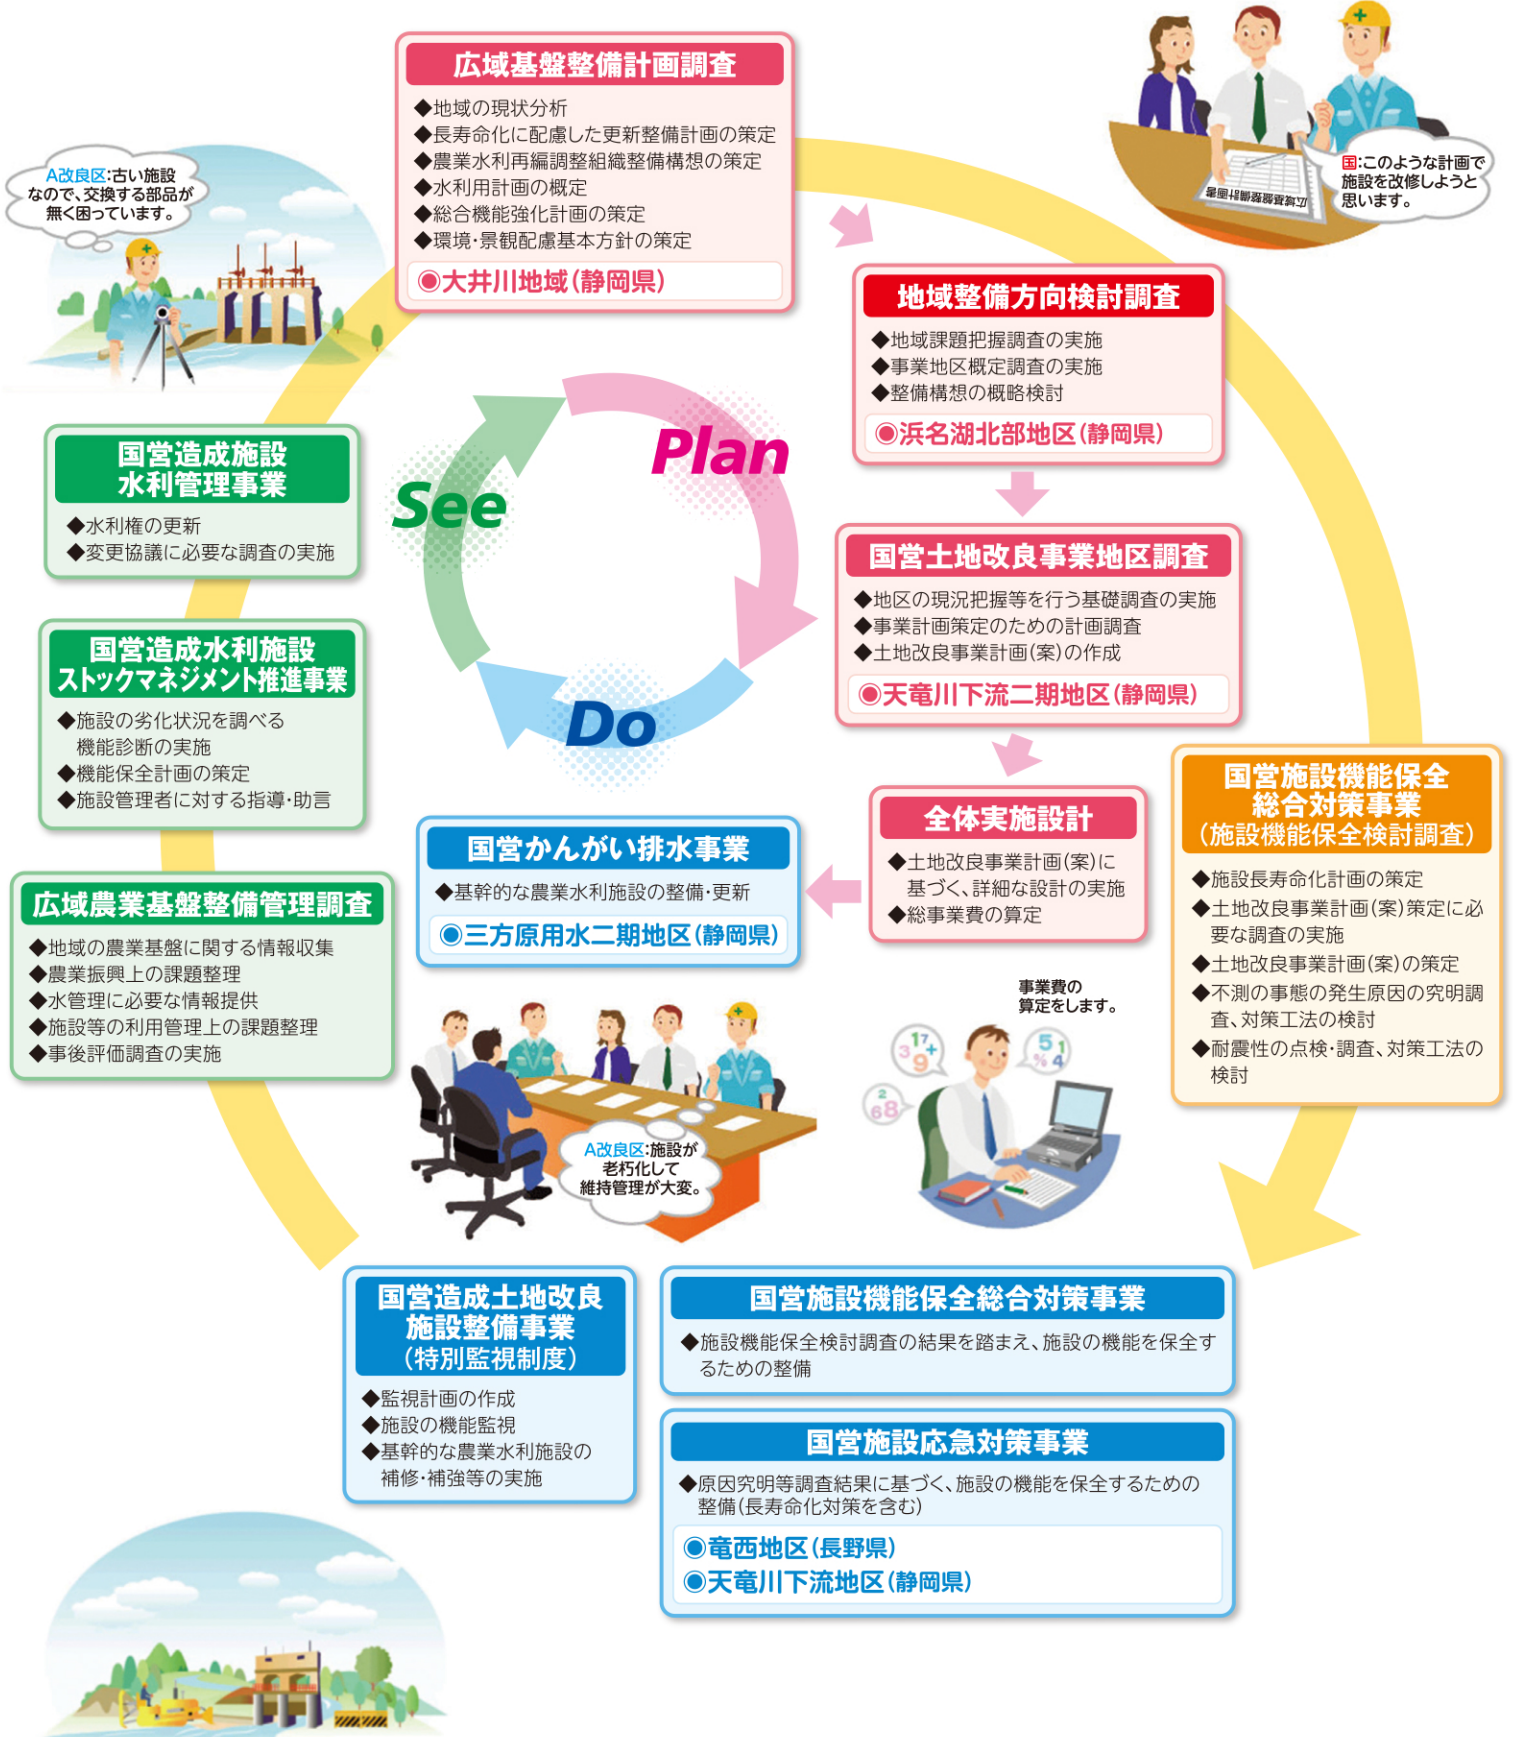 広域基盤整備計画調査
◆地域の現状分析
◆長寿命化に配慮した更新整備計画の策定
◆農業水利再編調整組織整備構想の策定
◆水利用計画の概定
◆総合機能強化計画の策定
◆環境・景観配慮基本方針の策定
◉大井川地域(静岡県)
国:このような計画で
施設を改修しようと
思います。
広域基盤整備計画書
A改良区:古い施設
なので、交換する部品が
無く困っています。
地域整備方向検討調査
◆地域課題把握調査の実施
◆事業地区概定調査の実施
◆整備構想の概略検討
◉浜名湖北部地区(静岡県)
Plan
See
Do
国営土地改良事業地区調査
◆地区の現況把握等を行う基礎調査の実施
◆事業計画策定のための計画調査
◆土地改良事業計画(案)の作成
◉天竜川下流二期地区(静岡県)
全体実施設計
◆土地改良事業計画(案)に
基づく、詳細な設計の実施
◆総事業費の算定
国営かんがい排水事業
◆基幹的な農業水利施設の整備・更新
◉三方原用水二期地区(静岡県)
国営施設機能保全
総合対策事業
(施設機能保全検討調査)
◆施設長寿命化計画の策定
◆土地改良事業計画(案)策定に必
要な調査の実施
◆土地改良事業計画(案)の策定
◆不測の事態の発生原因の究明調
査、対策工法の検討
◆耐震性の点検・調査、対策工法の
検討
国営造成施設
水利管理事業
◆水利権の更新
◆変更協議に必要な調査の実施
国営造成水利施設
ストックマネジメント推進事業
◆施設の劣化状況を調べる
機能診断の実施
◆機能保全計画の策定
◆施設管理者に対する指導・助言
広域農業基盤整備管理調査
◆地域の農業基盤に関する情報収集
◆農業振興上の課題整理
◆水管理に必要な情報提供
◆施設等の利用管理上の課題整理
◆事後評価調査の実施
事業費の
算定をします。
3 17 + 9
5 1 % 4
2 6 8
A改良区:施設が
老朽化して
維持管理が大変。
国営造成土地改良
施設整備事業
(特別監視制度)
◆監視計画の作成
◆施設の機能監視
◆基幹的な農業水利施設の
補修・補強等の実施
国営施設機能保全総合対策事業
◆施設機能保全検討調査の結果を踏まえ、施設の機能を保全す
るための整備
国営施設応急対策事業
◆原因究明等調査結果に基づく、施設の機能を保全するための
整備(長寿命化対策を含む)
◉竜西地区(長野県)
◉天竜川下流地区(静岡県)